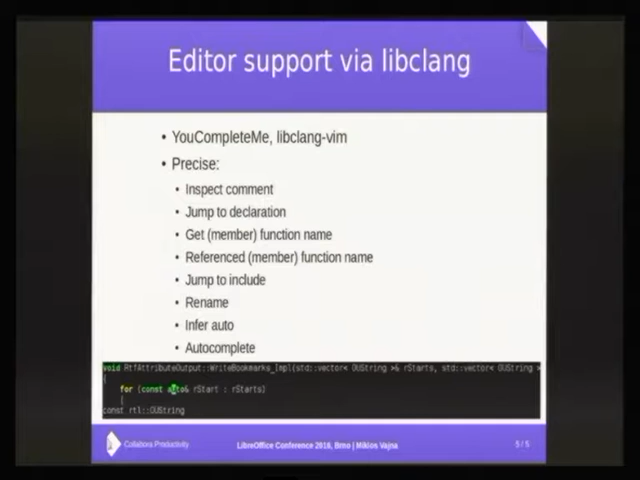 Editor support via libclang
• YouCompleteMe, libclang-vim
• Precise:
• Inspect comment
• Jump to declaration
• Get (member) function name
• Referenced (member) function name
• Jump to include
• Rename
• Infer auto
• Autocomplete
void RtfAttributeOutput::WriteBookmarks_Impl(std::vector< OUString >& rStarts, std::vector< OUString >
{
for (const auto& rStart : rStarts)
{
const rtl::OUString
Collabora Productivity
LibreOffice Conference 2016, Brno | Miklos Vajna
5 / 5